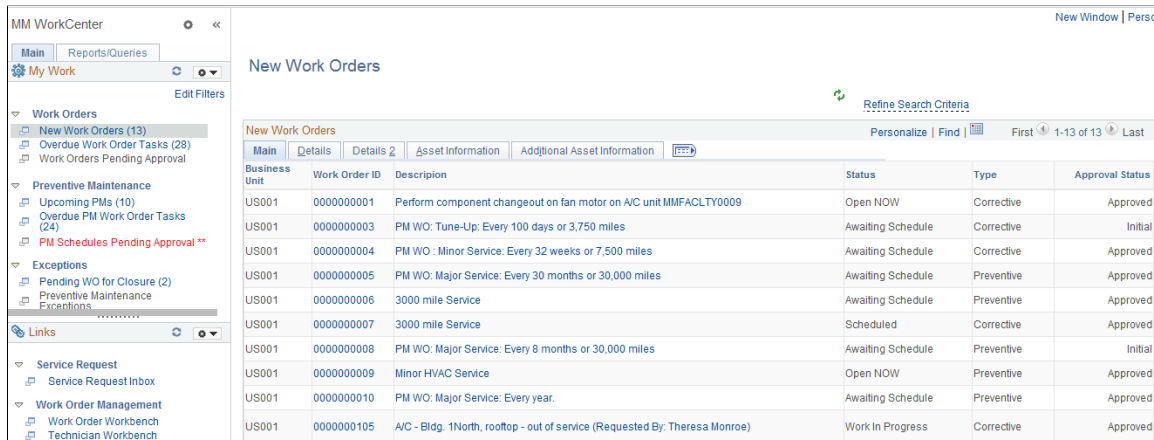 MM WorkCenter «
New Window | Perso
Main Reports/Queries
My Work
Edit Filters
Work Orders
New Work Orders (13)
Overdue Work Order Tasks (28)
Work Orders Pending Approval
Preventive Maintenance
Upcoming PMs (10)
Overdue PM Work Order Tasks
(24)
PM Schedules Pending Approval **
Exceptions
Pending WO for Closure (2)
Preventive Maintenance
Exceptions
Links
Service Request
Service Request Inbox
Work Order Management
Work Order Workbench
Technician Workbench
New Work Orders
Refine Search Criteria
New Work Orders Personalize | Find | First 1-13 of 13 Last
Main Details Details 2 Asset Information Additional Asset Information
Business Unit Work Order ID Descripion Status Type Approval Status
US001 0000000001 Perform component changeout on fan motor on A/C unit MMFACLTY0009 Open NOW Corrective Approved
US001 0000000003 PM WO: Tune-Up: Every 100 days or 3,750 miles Awaiting Schedule Corrective Initial
US001 0000000004 PM WO : Minor Service: Every 32 weeks or 7,500 miles Awaiting Schedule Corrective Approved
US001 0000000005 PM WO: Major Service: Every 30 months or 30,000 miles Awaiting Schedule Preventive Approved
US001 0000000006 3000 mile Service Awaiting Schedule Preventive Approved
US001 0000000007 3000 mile Service Scheduled Corrective Approved
US001 0000000008 PM WO: Major Service: Every 8 months or 30,000 miles Awaiting Schedule Preventive Initial
US001 0000000009 Minor HVAC Service Open NOW Preventive Approved
US001 0000000010 PM WO: Major Service: Every year. Awaiting Schedule Preventive Approved
US001 0000000105 A/C - Bldg. 1North, rooftop - out of service (Requested By: Theresa Monroe) Work In Progress Corrective Approved